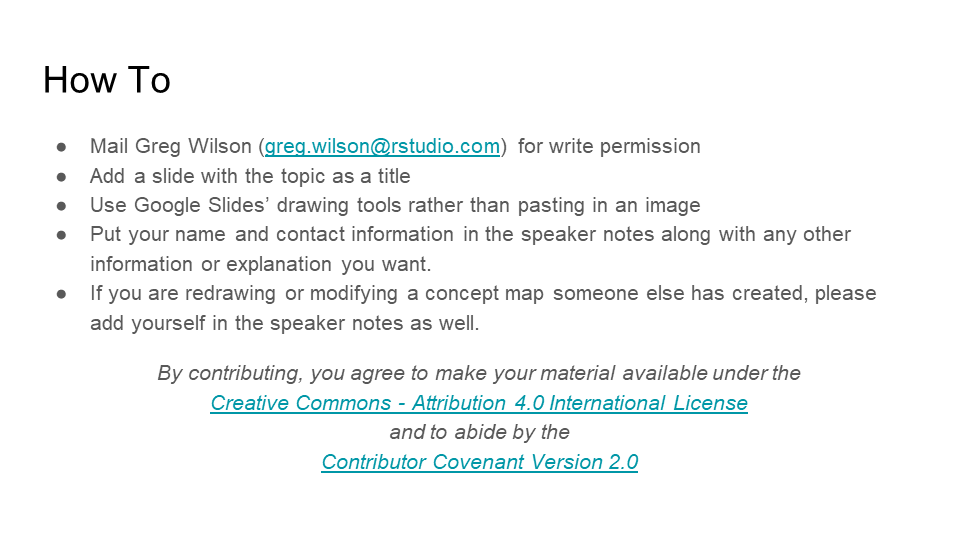 How To
● Mail Greg Wilson (greg.wilson@rstudio.com) for write permission
● Add a slide with the topic as a title
● Use Google Slides’ drawing tools rather than pasting in an image
● Put your name and contact information in the speaker notes along with any other
information or explanation you want.
● If you are redrawing or modifying a concept map someone else has created, please
add yourself in the speaker notes as well.
By contributing, you agree to make your material available under the
Creative Commons - Attribution 4.0 International License
and to abide by the
Contributor Covenant Version 2.0